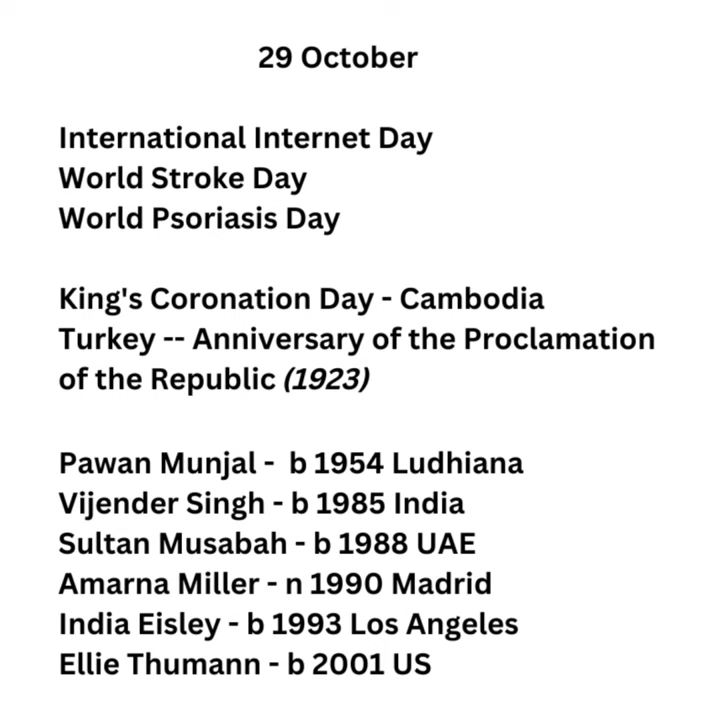 29 October
International Internet Day
World Stroke Day
World Psoriasis Day
King's Coronation Day - Cambodia
Turkey -- Anniversary of the Proclamation
of the Republic (1923)
Pawan Munjal - b 1954 Ludhiana
Vijender Singh - b 1985 India
Sultan Musabah - b 1988 UAE
Amarna Miller - n 1990 Madrid
India Eisley - b 1993 Los Angeles
Ellie Thumann - b 2001 US